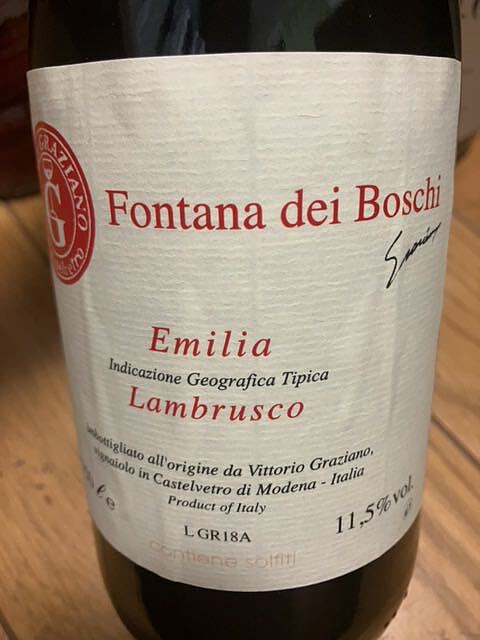 GRAZIANO
G
Fontana dei Boschi
Emilia
Indicazione Geografica Tipica
Lambrusco
imbottigliato all'origine da Vittorio Graziano,
vignaiolo in Castelvetro di Modena - Italia
Product of Italy
L GR18A
11,5% vol.
contiene solfiti